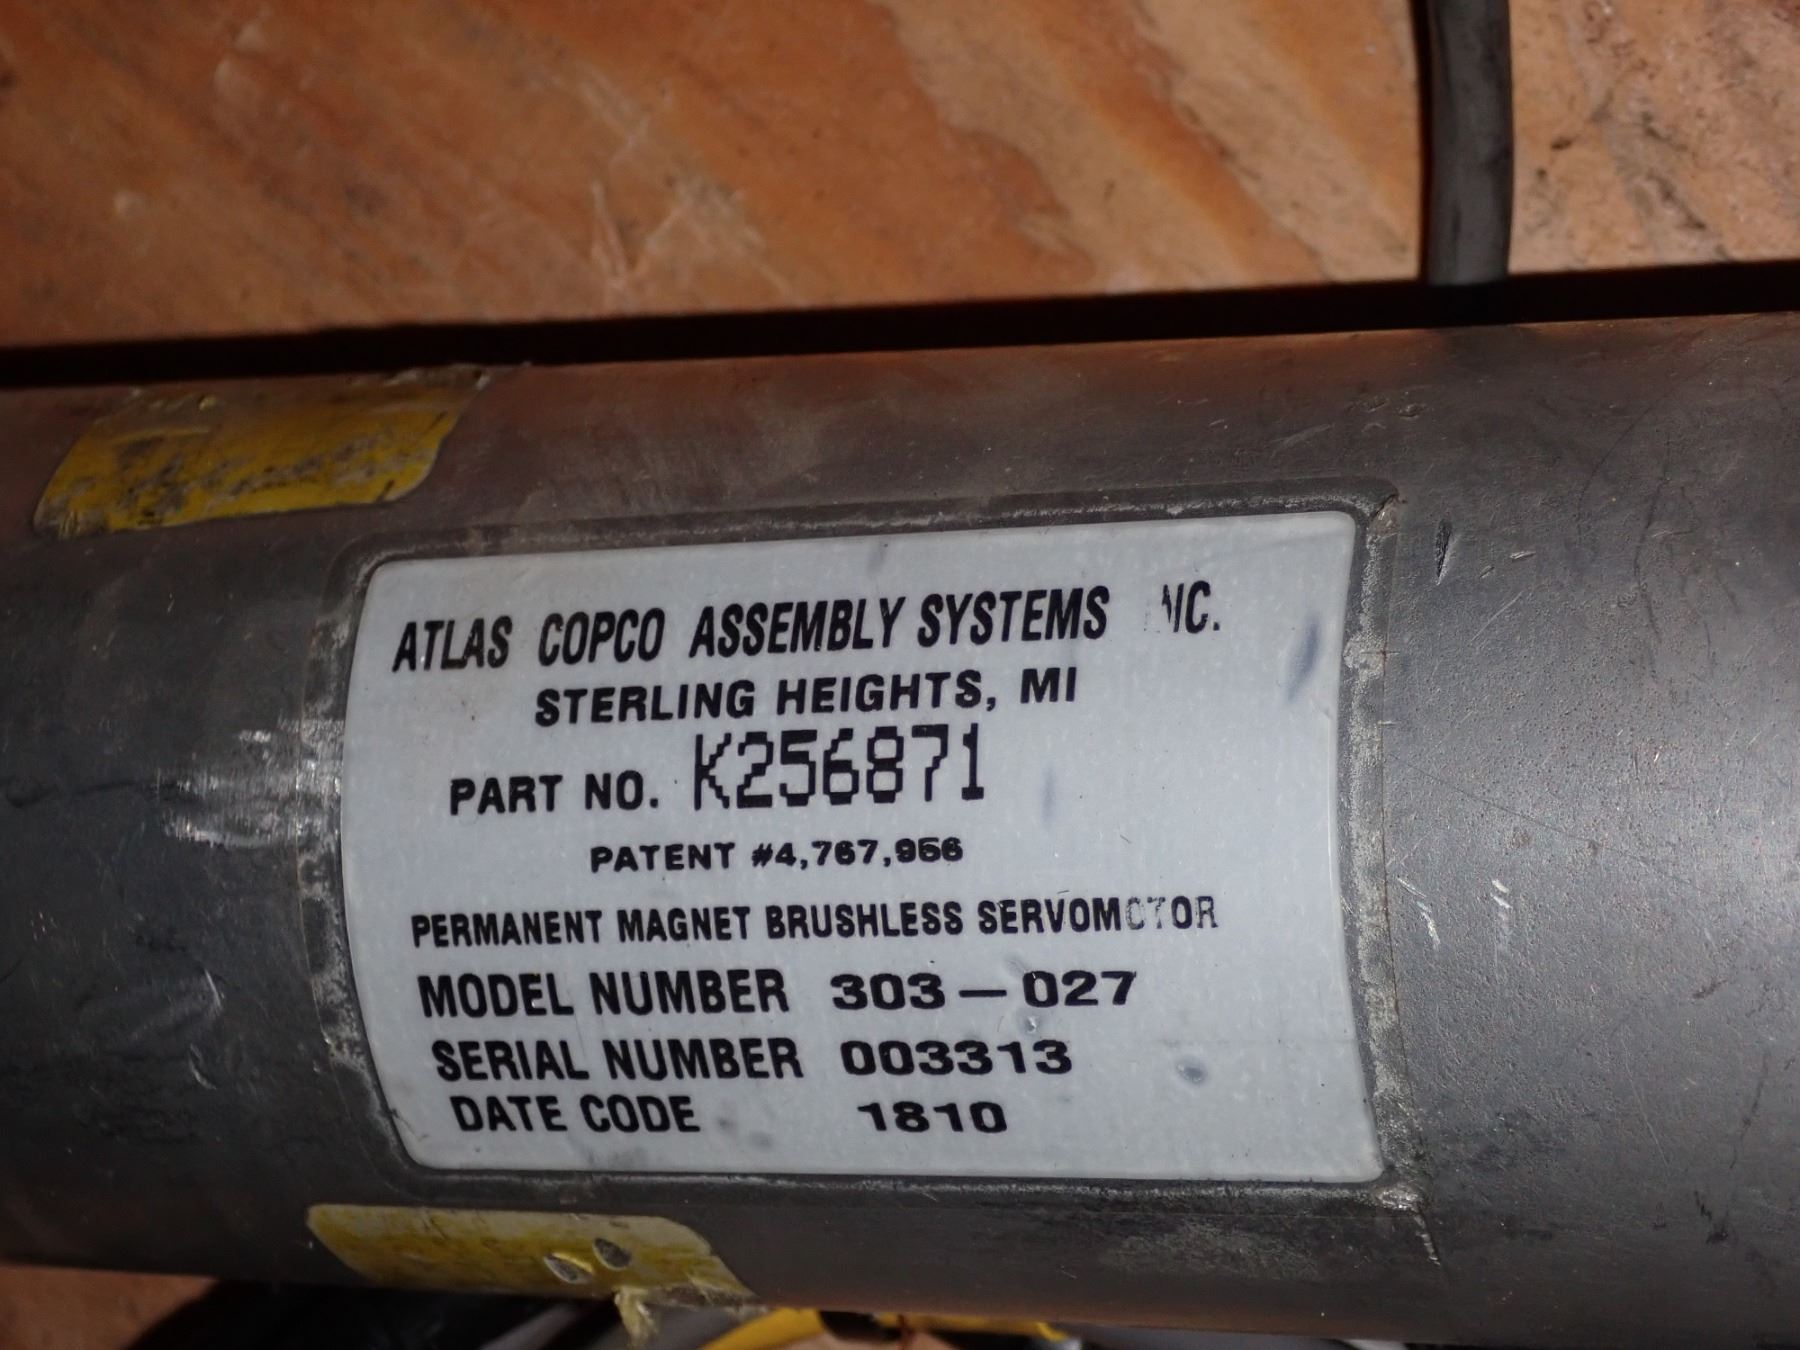 ATLAS COPCO ASSEMBLY SYSTEMS INC.
STERLING HEIGHTS, MI
PART NO. K256871
PATENT #4,767,956
PERMANENT MAGNET BRUSHLESS SERVOMOTOR
MODEL NUMBER 303-027
SERIAL NUMBER 003313
DATE CODE 1810